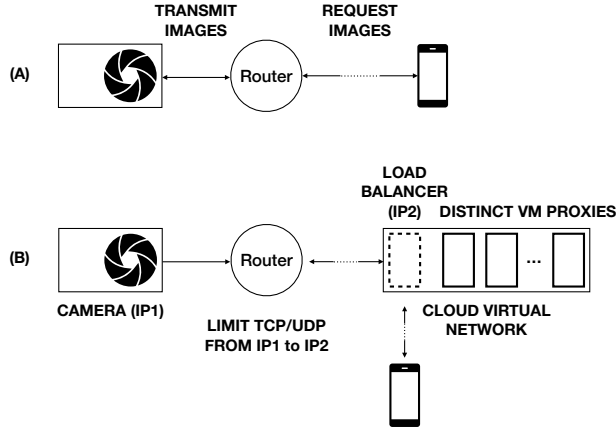 TRANSMIT
IMAGES
REQUEST
IMAGES
(A)
Router
LOAD
BALANCER
(IP2)
DISTINCT VM PROXIES
(B)
Router
...
CAMERA (IP1)
LIMIT TCP/UDP
FROM IP1 to IP2
CLOUD VIRTUAL
NETWORK